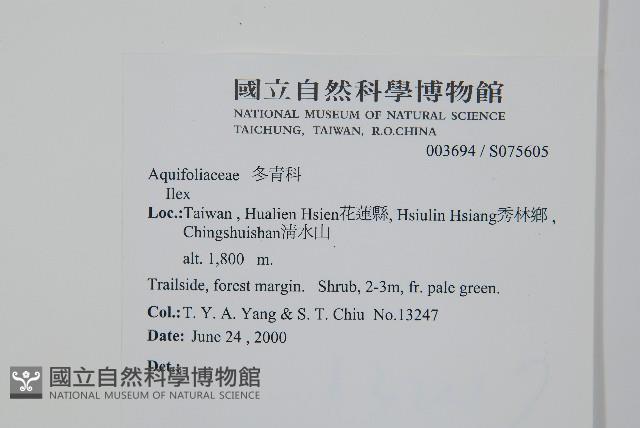 國立自然科學博物館
NATIONAL MUSEUM OF NATURAL SCIENCE
TAICHUNG, TAIWAN, R.O.CHINA
003694 / S075605
Aquifoliaceae 冬青科
Ilex
Loc.:Taiwan , Hualien Hsien花蓮縣, Hsiulin Hsiang秀林鄉 ,
Chingshuishan清水山
alt. 1,800 m.
Trailside, forest margin. Shrub, 2-3m, fr. pale green.
Col.: T. Y. A. Yang & S. T. Chiu No.13247
Date: June 24 , 2000
Det.:
國立自然科學博物館
NATIONAL MUSEUM OF NATURAL SCIENCE